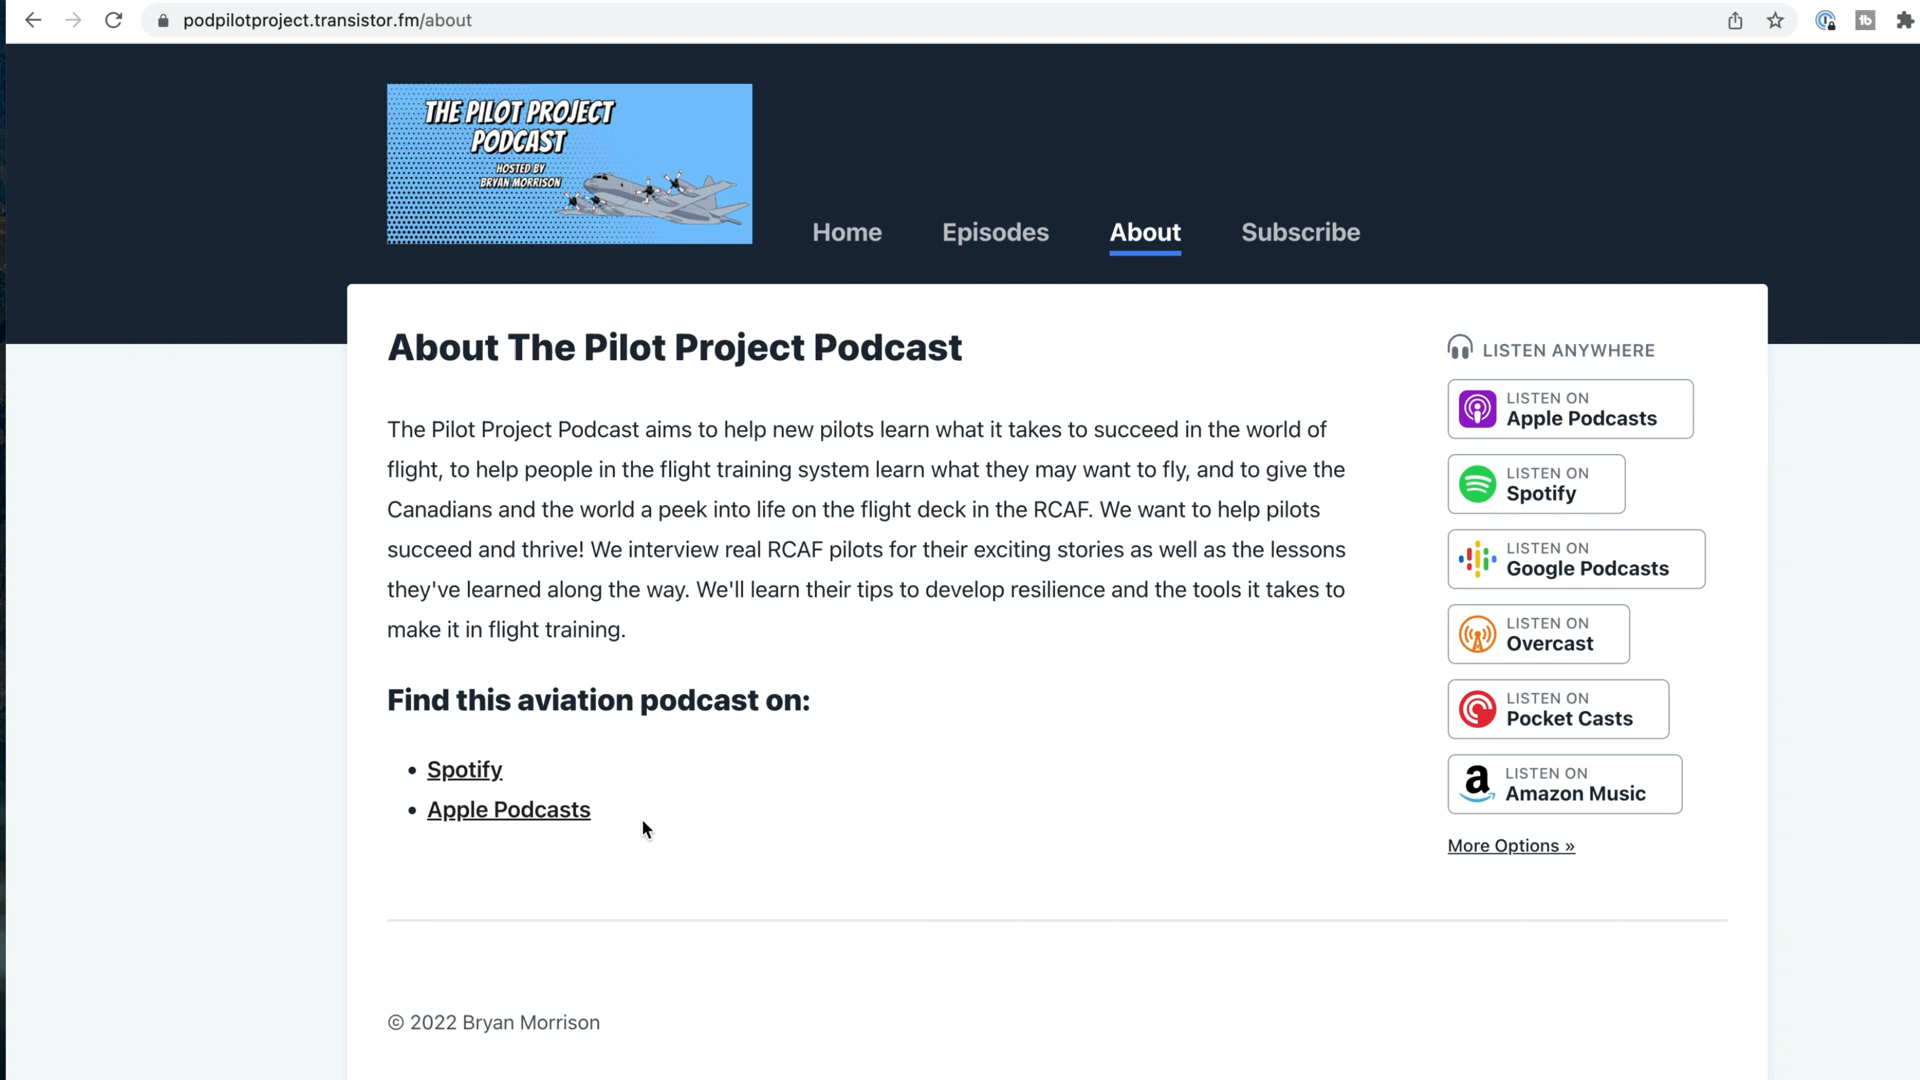 podpilotproject.transistor.fm/about
THE PILOT PROJECT
PODCAST
HOSTED BY
BRYAN MORRISON
Home
Episodes
About
Subscribe
About The Pilot Project Podcast
The Pilot Project Podcast aims to help new pilots learn what it takes to succeed in the world of
flight, to help people in the flight training system learn what they may want to fly, and to give the
Canadians and the world a peek into life on the flight deck in the RCAF. We want to help pilots
succeed and thrive! We interview real RCAF pilots for their exciting stories as well as the lessons
they've learned along the way. We'll learn their tips to develop resilience and the tools it takes to
make it in flight training.
Find this aviation podcast on:
• Spotify
• Apple Podcasts
LISTEN ANYWHERE
LISTEN ON
Apple Podcasts
LISTEN ON
Spotify
LISTEN ON
Google Podcasts
LISTEN ON
Overcast
LISTEN ON
Pocket Casts
a
LISTEN ON
Amazon Music
More Options »
© 2022 Bryan Morrison